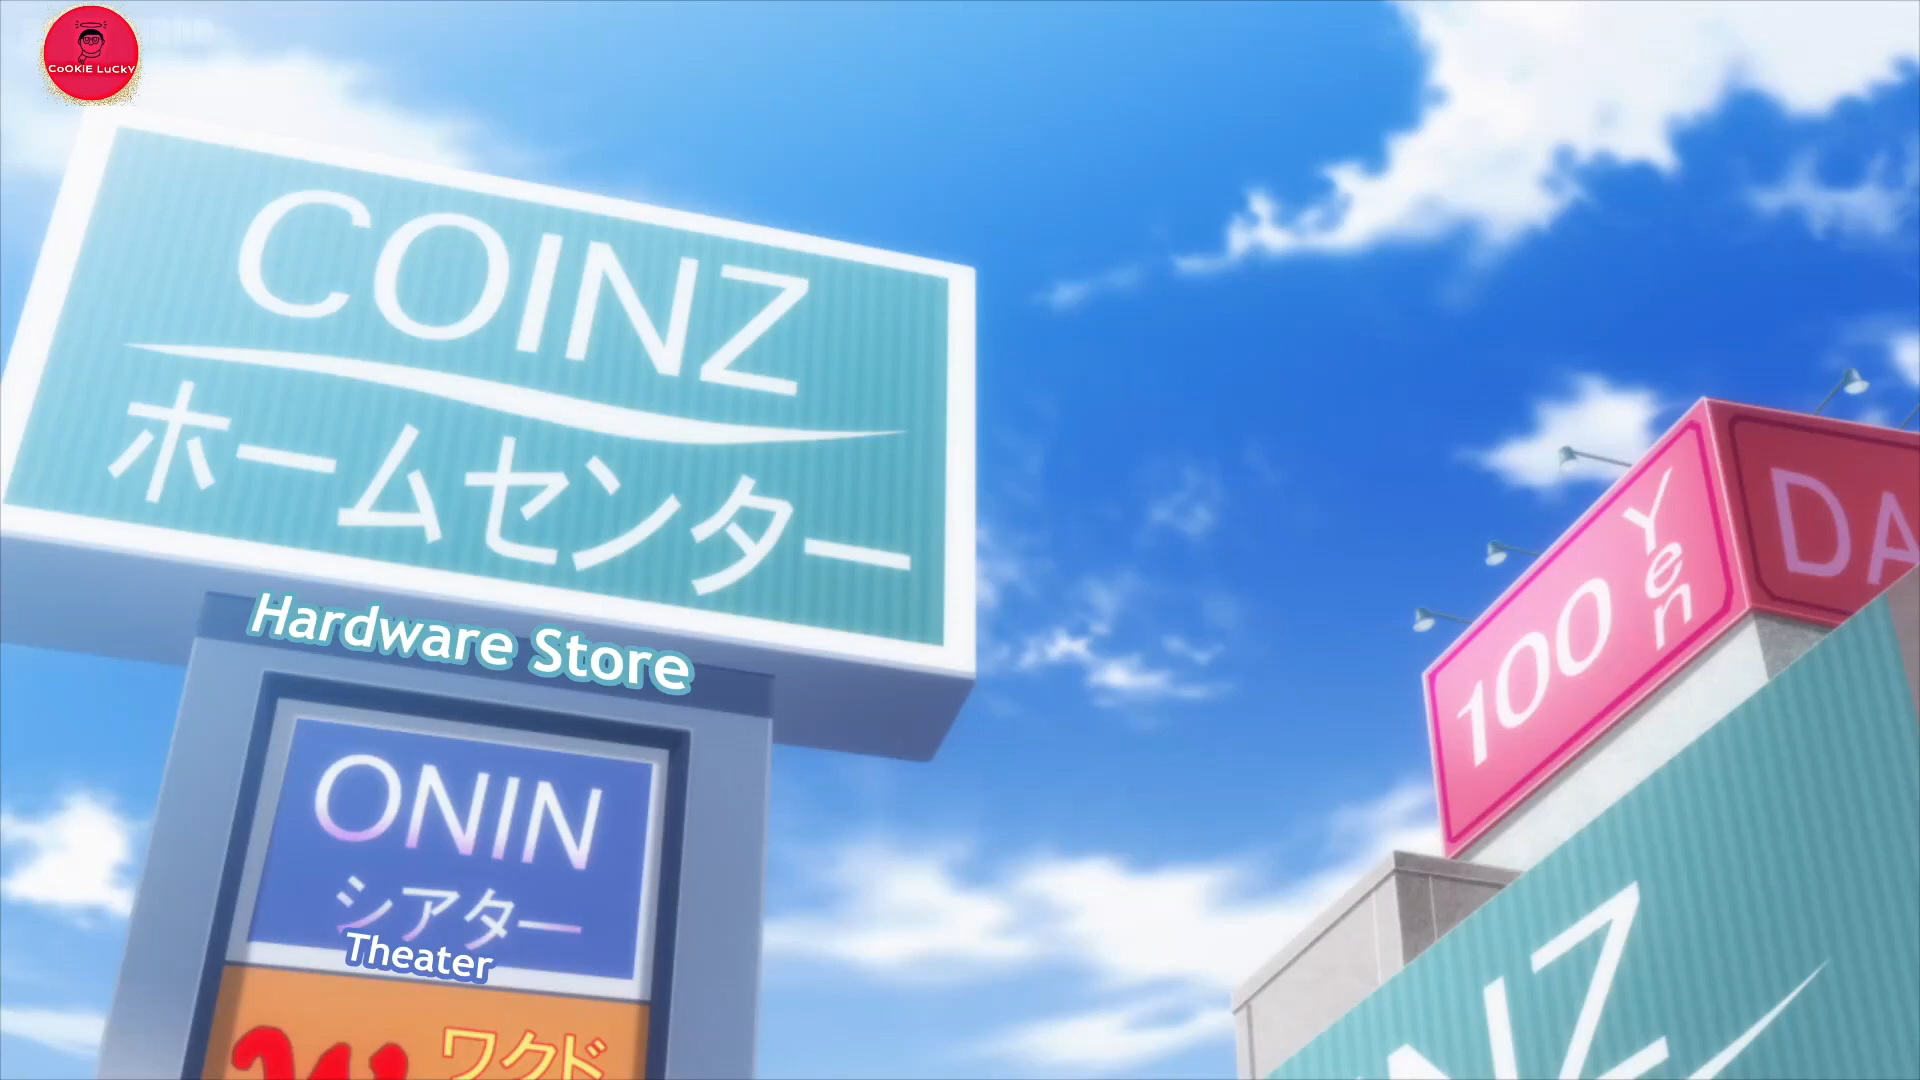 CoOKIE LuCkY
COINZ
ホームセンター
Hardware Store
ONIN
シアター
Theater
ワクド
100 Yen
DA
NZ